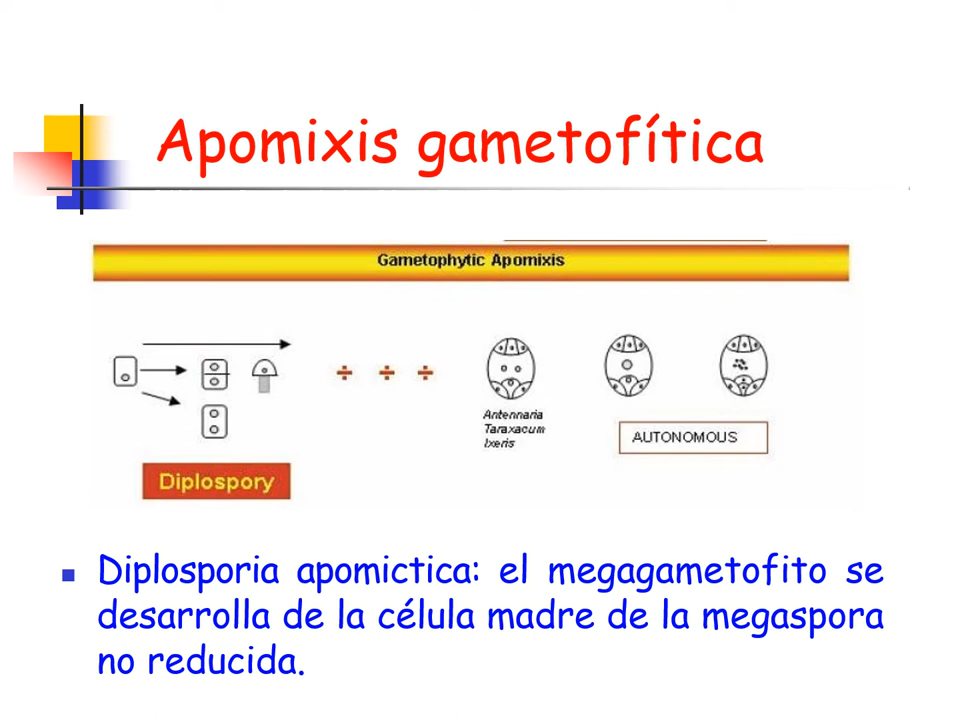 Apomixis gametofítica
Gametophytic Apomixis
÷ ÷ ÷
Antennaria
Taraxacum
Ixeris
AUTONOMOUS
Diplospory
Diplosporia apomictica: el megagametofito se
desarrolla de la célula madre de la megaspora
no reducida.